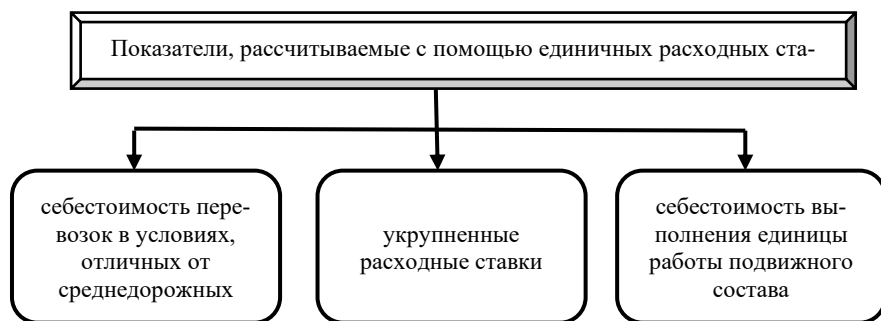 Показатели, рассчитываемые с помощью единичных расходных ста-
себестоимость пере-
возок в условиях,
отличных от
среднедорожных
укрупненные
расходные ставки
себестоимость вы-
полнения единицы
работы подвижного
состава